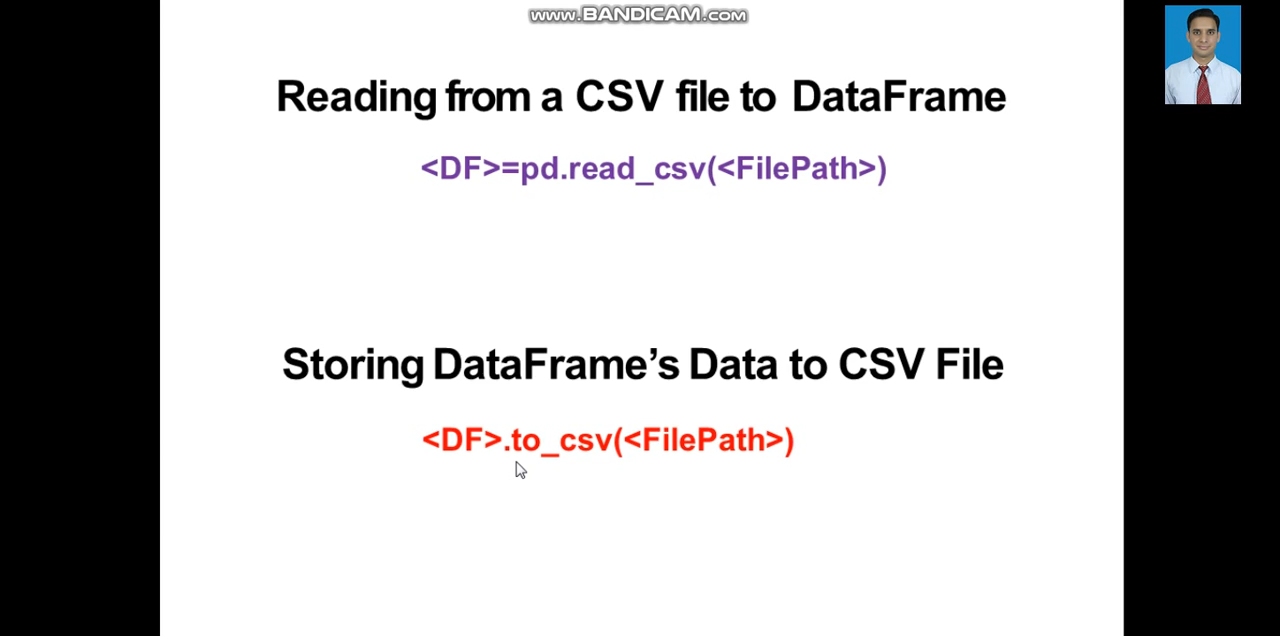 www.BANDICAM.com
Reading from a CSV file to DataFrame
<DF>=pd.read_csv(<FilePath>)
Storing DataFrame’s Data to CSV File
<DF>.to_csv(<FilePath>)